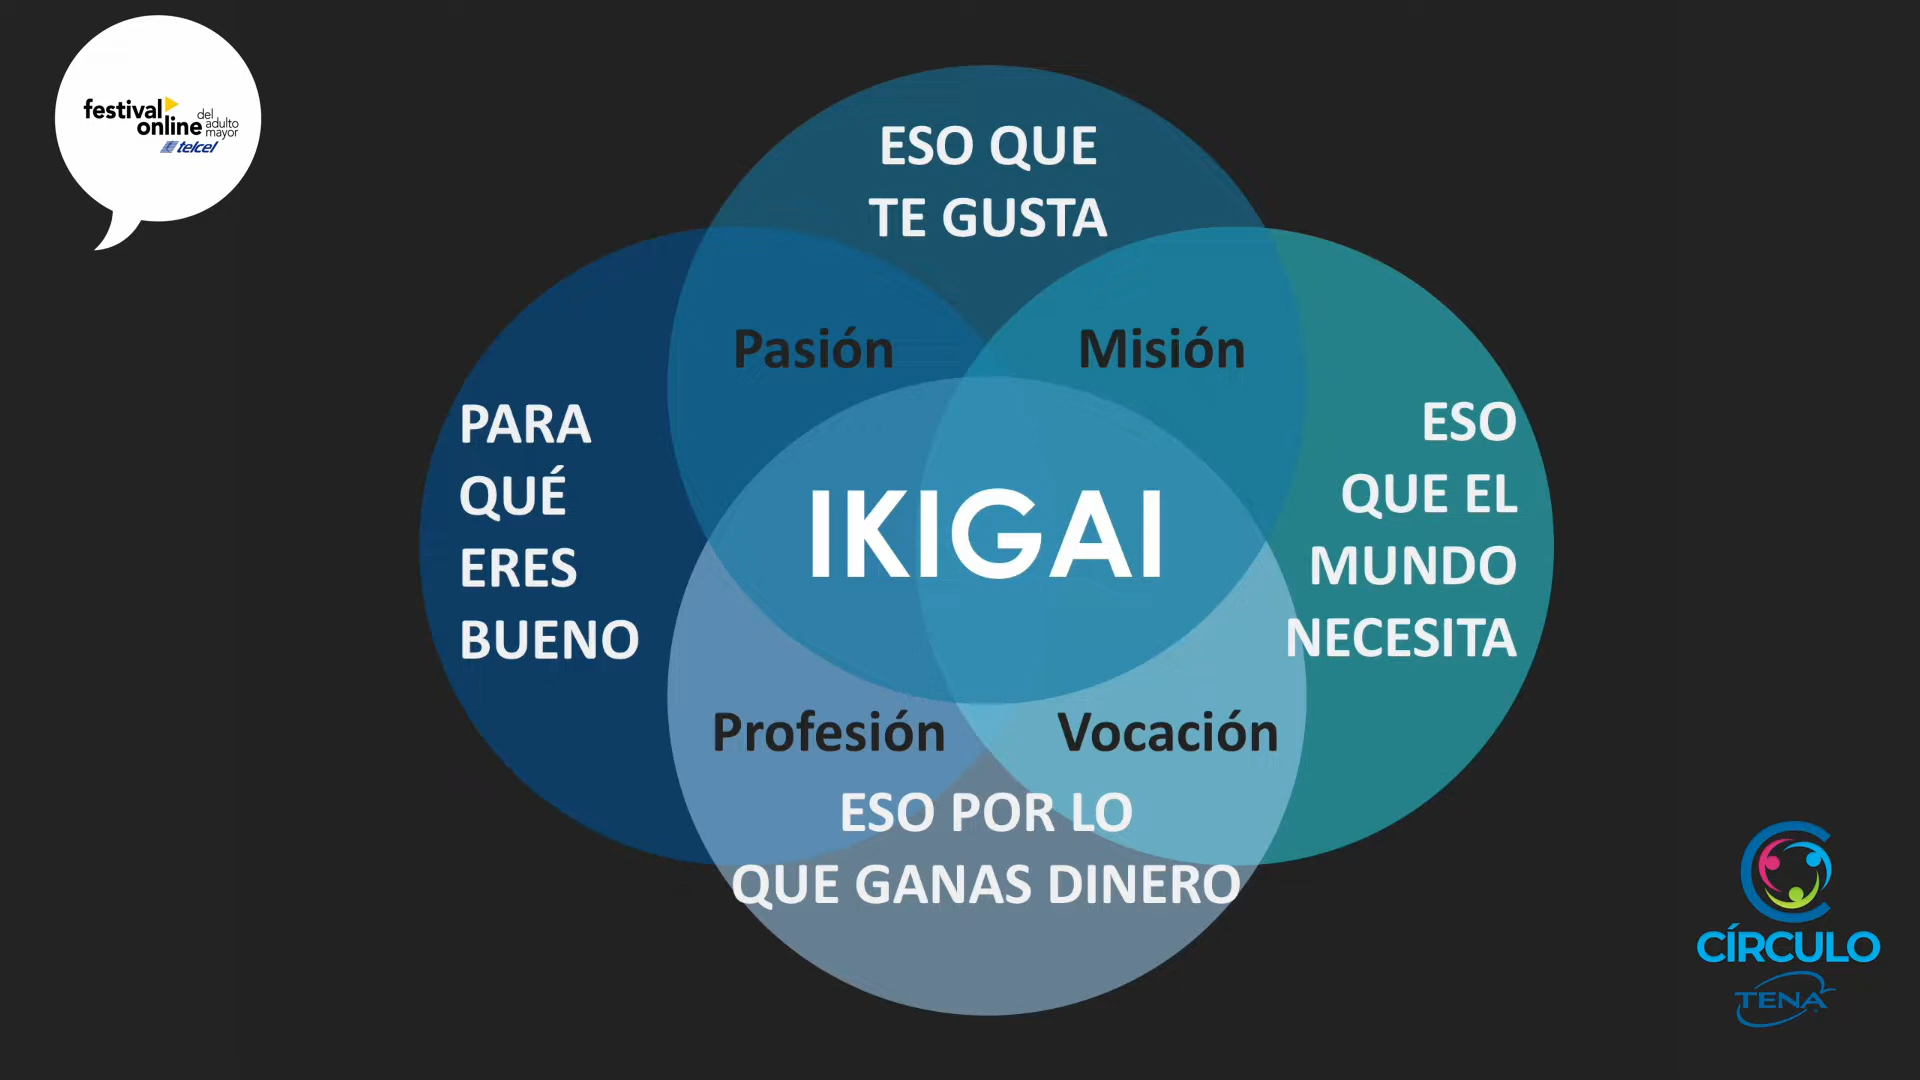 festival
online
del
adulto
mayor
telcel
ESO QUE
TE GUSTA
Pasión
Misión
PARA
QUÉ
ERES
BUENO
ESO
QUE EL
MUNDO
NECESITA
IKIGAI
Profesión
Vocación
ESO POR LO
QUE GANAS DINERO
CÍRCULO
TENA